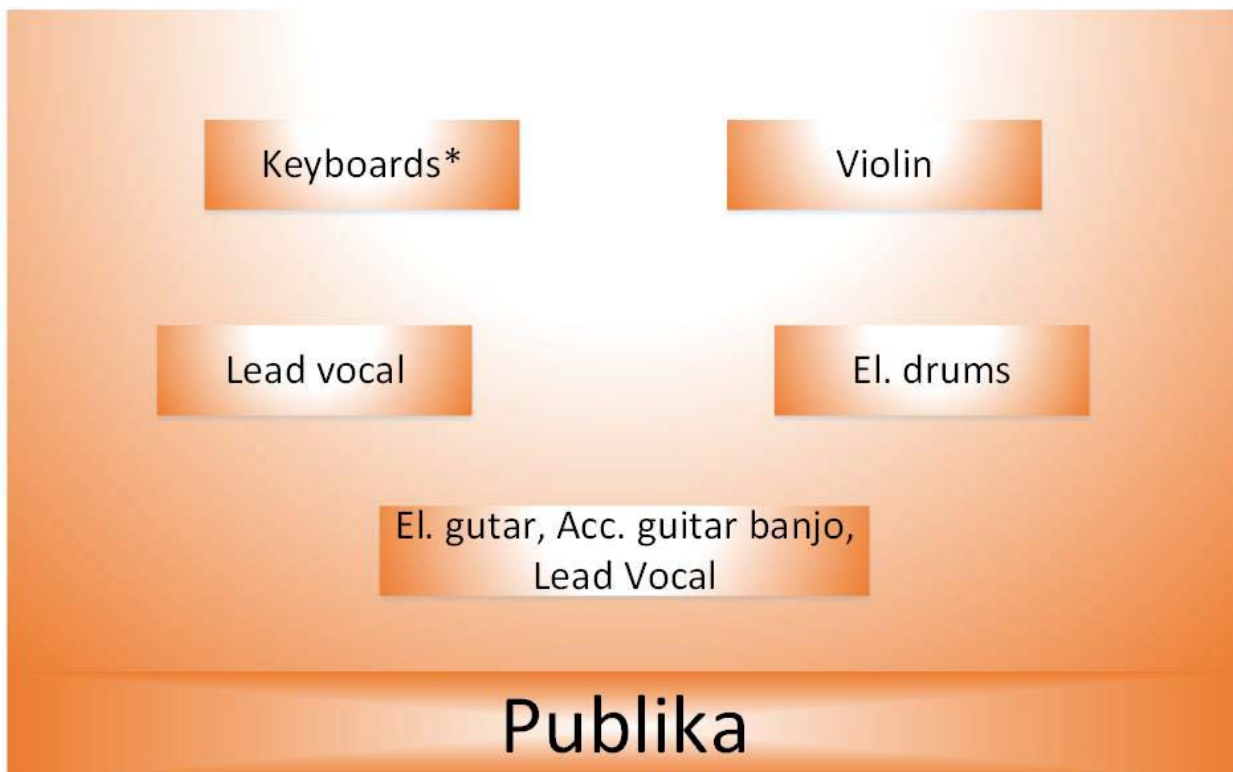 Keyboards*
Violin
Lead vocal
El. drums
El. gutar, Acc. guitar banjo,
Lead Vocal
Publika